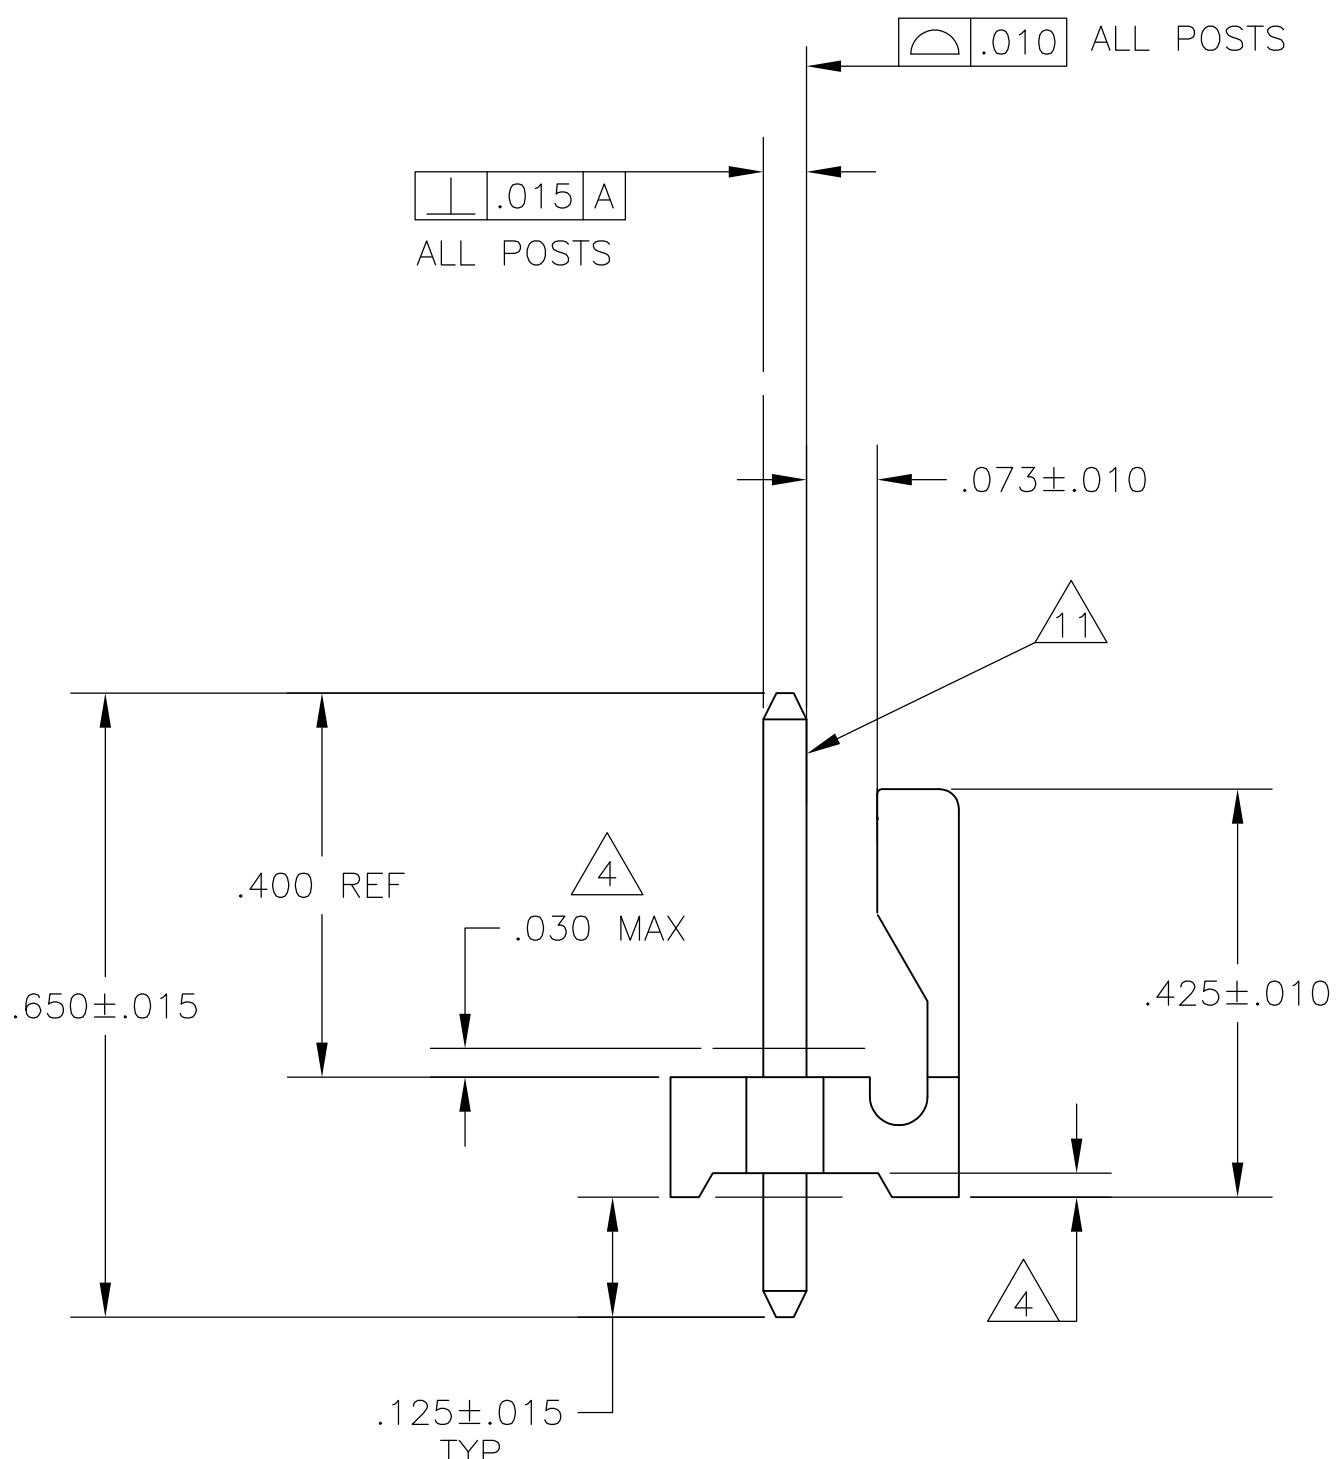 .010 ALL POSTS
.015 A
ALL POSTS
.073±.010
11
4
.400 REF
.030 MAX
.650±.015
.425±.010
4
.125±.015
TYP